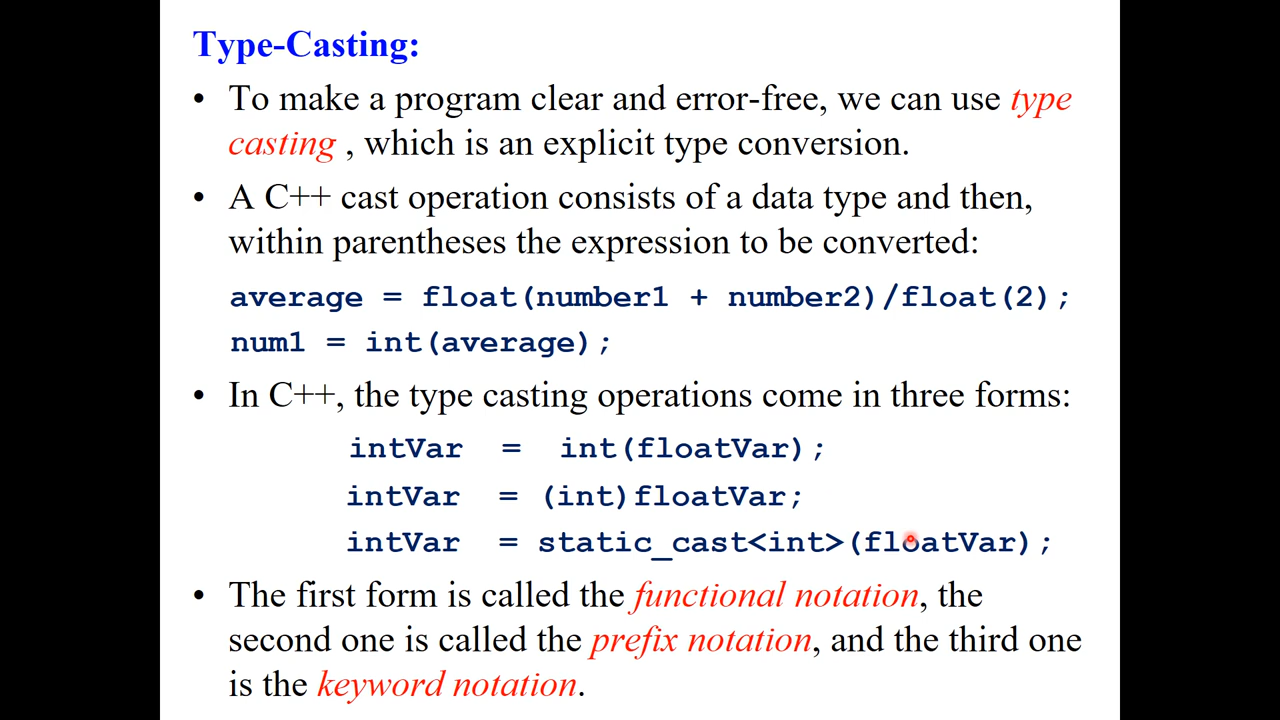 Type-Casting:
• To make a program clear and error-free, we can use type
casting , which is an explicit type conversion.
• A C++ cast operation consists of a data type and then,
within parentheses the expression to be converted:
average = float(number1 + number2)/float(2);
num1 = int(average);
• In C++, the type casting operations come in three forms:
intVar = int(floatVar);
intVar = (int)floatVar;
intVar = static_cast<int>(floatVar);
• The first form is called the functional notation, the
second one is called the prefix notation, and the third one
is the keyword notation.